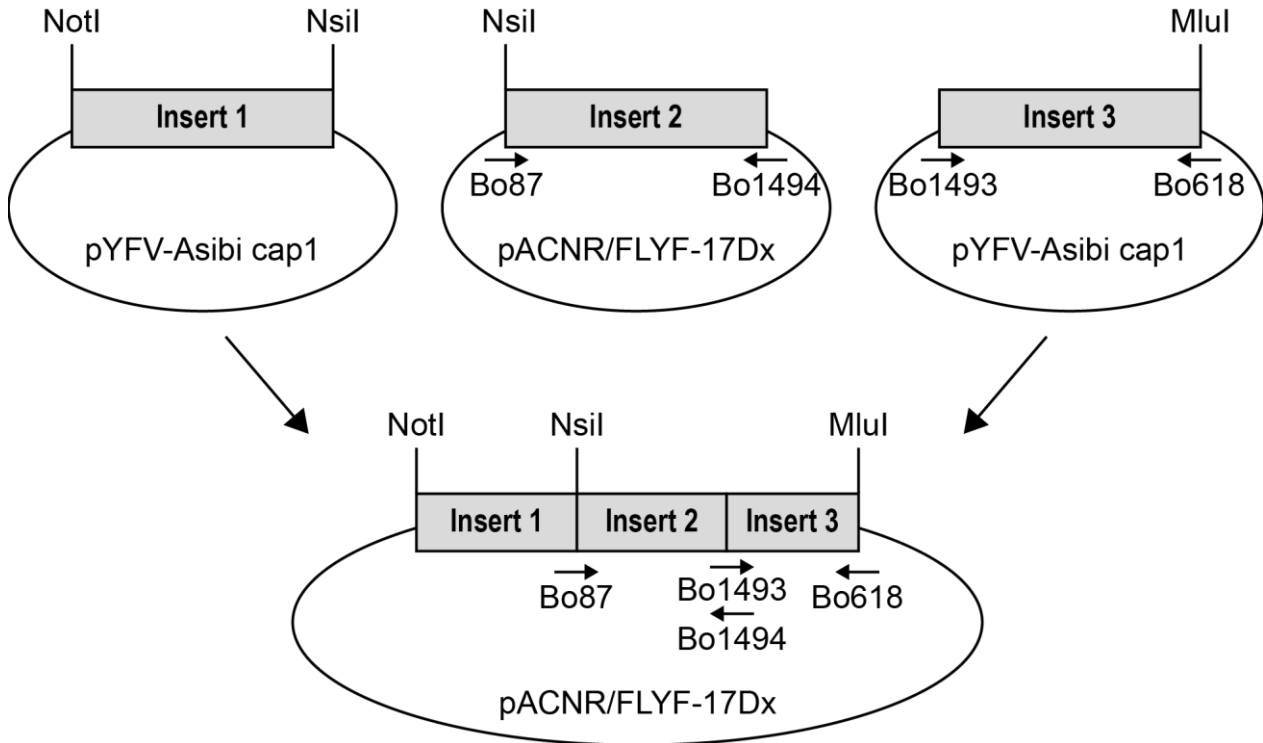 NotI NsiI NsiI MluI
Insert 1 Insert 2 Insert 3
Bo87 Bo1494 Bo1493 Bo618
pYFV-Asibi cap1 pACNR/FLYF-17Dx pYFV-Asibi cap1
NotI NsiI MluI
Insert 1 Insert 2 Insert 3
Bo87 Bo1493 Bo618
Bo1494
pACNR/FLYF-17Dx